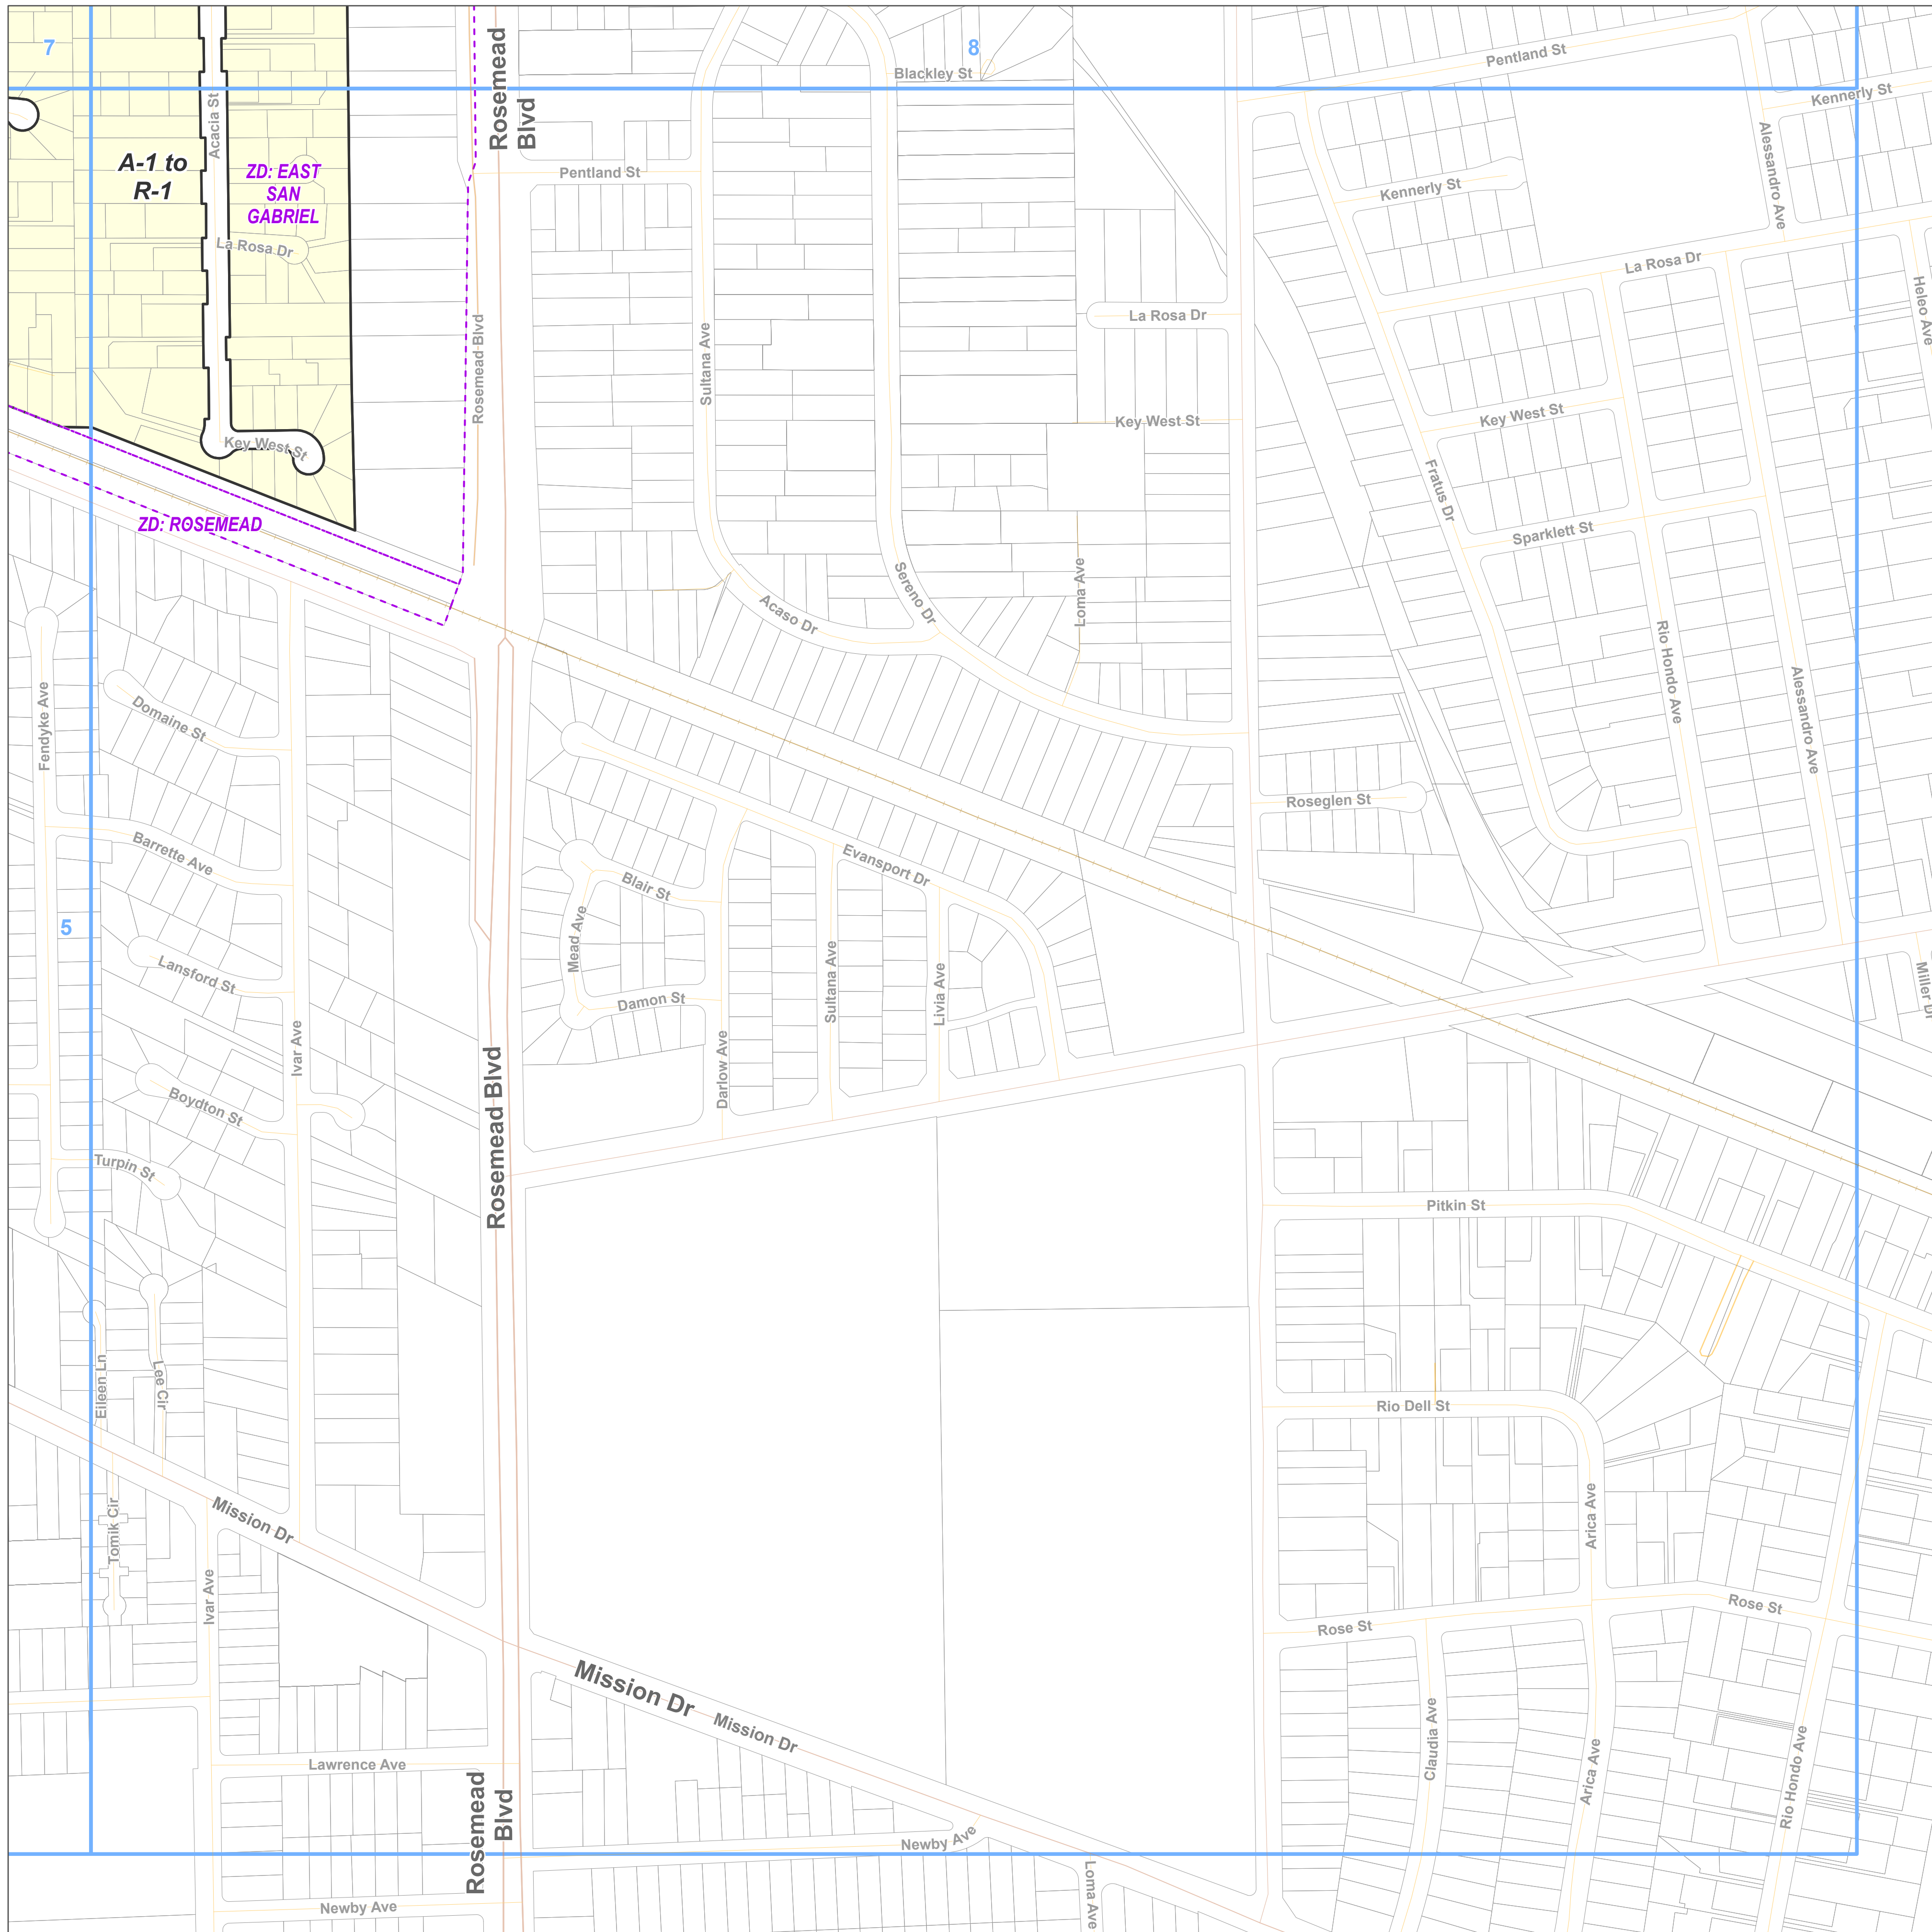 7
8
Rosemead
Blvd
Blackley St
Pentland St
Kennerly St
Acacia St
A-1 to
R-1
ZD: EAST
SAN
GABRIEL
Pentland St
Kennerly St
Alessandro Ave
La Rosa Dr
La Rosa Dr
La Rosa Dr
Heleo Ave
Rosemead Blvd
Sultana Ave
Key West St
Key West St
Key West St
Fratus Dr
ZD: ROSEMEAD
Sparklett St
Acaso Dr
Sereno Dr
Loma Ave
Rio Hondo Ave
Alessandro Ave
Fendyke Ave
Domaine St
Roseglen St
Barrette Ave
Evansport Dr
Blair St
5
Mead Ave
Lansford St
Sultana Ave
Livia Ave
Miller Dr
Damon St
Ivar Ave
Darlow Ave
Rosemead Blvd
Boydton St
Turpin St
Pitkin St
Eileen Ln
Lee Cir
Rio Dell St
Mission Dr
Tomik Cir
Arica Ave
Ivar Ave
Rose St
Rose St
Mission Dr
Mission Dr
Claudia Ave
Arica Ave
Rio Hondo Ave
Lawrence Ave
Rosemead
Blvd
Newby Ave
Loma Ave
Newby Ave